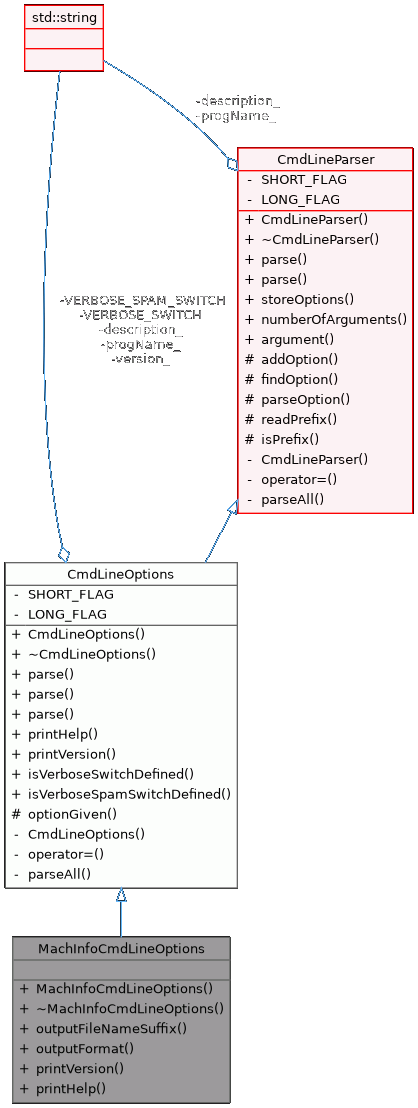 std::string
-description_
-progName_
CmdLineParser
- SHORT_FLAG
- LONG_FLAG
+ CmdLineParser()
+ ~CmdLineParser()
+ parse()
+ parse()
+ storeOptions()
+ numberOfArguments()
+ argument()
# addOption()
# findOption()
# parseOption()
# readPrefix()
# isPrefix()
- CmdLineParser()
- operator=()
- parseAll()
-VERBOSE_SPAM_SWITCH
-VERBOSE_SWITCH
-description_
-progName_
-version_
CmdLineOptions
- SHORT_FLAG
- LONG_FLAG
+ CmdLineOptions()
+ ~CmdLineOptions()
+ parse()
+ parse()
+ parse()
+ printHelp()
+ printVersion()
+ isVerboseSwitchDefined()
+ isVerboseSpamSwitchDefined()
# optionGiven()
- CmdLineOptions()
- operator=()
- parseAll()
MachInfoCmdLineOptions
+ MachInfoCmdLineOptions()
+ ~MachInfoCmdLineOptions()
+ outputFileNameSuffix()
+ outputFormat()
+ printVersion()
+ printHelp()